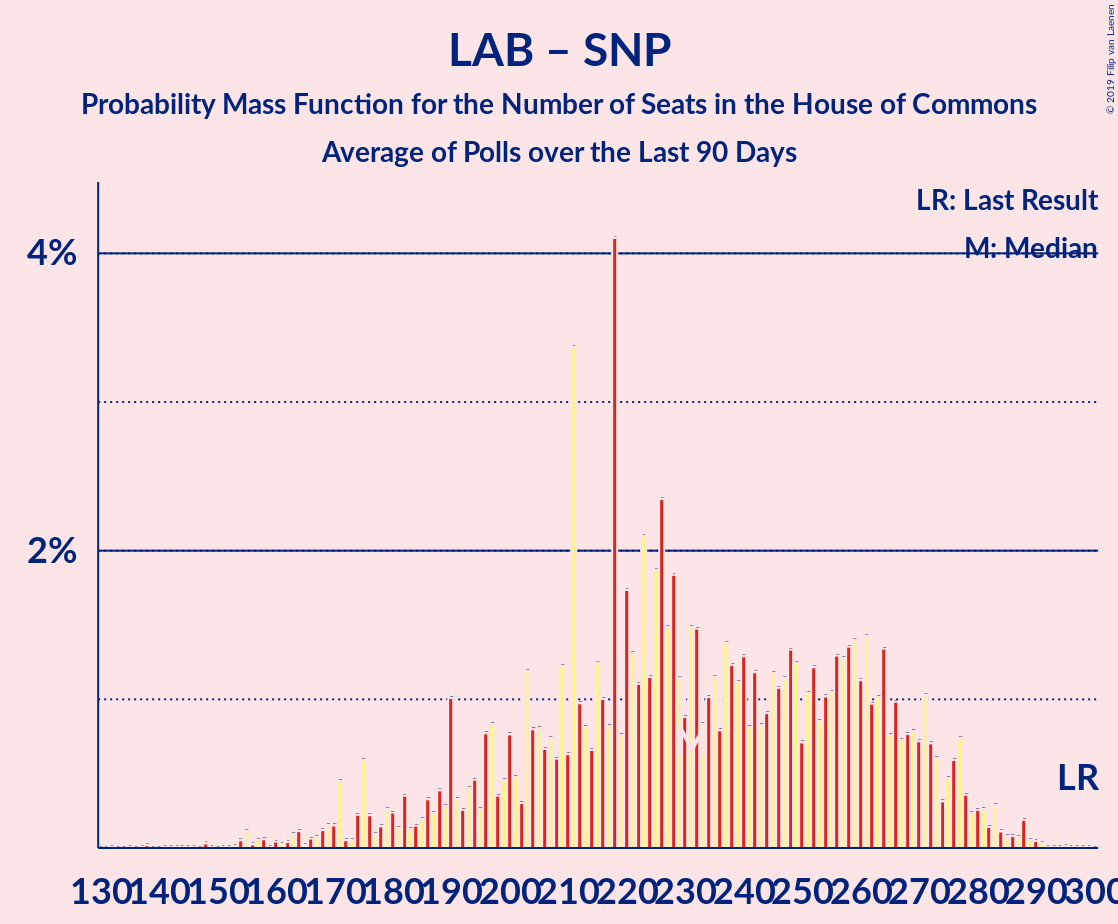 LAB – SNP
Probability Mass Function for the Number of Seats in the House of Commons
Average of Polls over the Last 90 Days
© 2019 Filip van Laenen
LR: Last Result
M: Median
4%
2%
M
LR
130 140 150 160 170 180 190 200 210 220 230 240 250 260 270 280 290 300